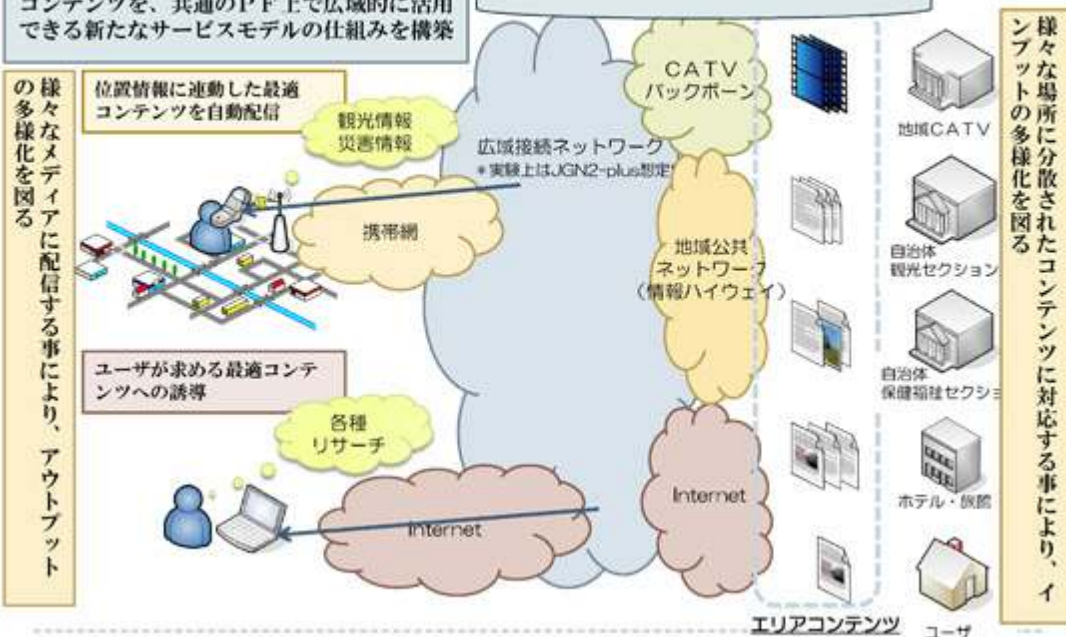 コンテンツを、共通のPF上で広域的に活用
できる新たなサービスモデルの仕組みを構築
様々なメディアに配信する事により、アウトプット
の多様化を図る
位置情報に連動した最適
コンテンツを自動配信
観光情報
災害情報
携帯網
ユーザが求める最適コンテ
ンツへの誘導
各種
リサーチ
Internet
広域接続ネットワーク
*実験上はJGN2-plus想定
CATV
バックボーン
地域公共
ネットワーク
(情報ハイウェイ)
Internet
エリアコンテンツ
地域CATV
自治体
観光セクション
自治体
保健福祉セクショ
ホテル・旅館
ユーザ
様々な場所に分散されたコンテンツに対応する事により、イ
ンプットの多様化を図る